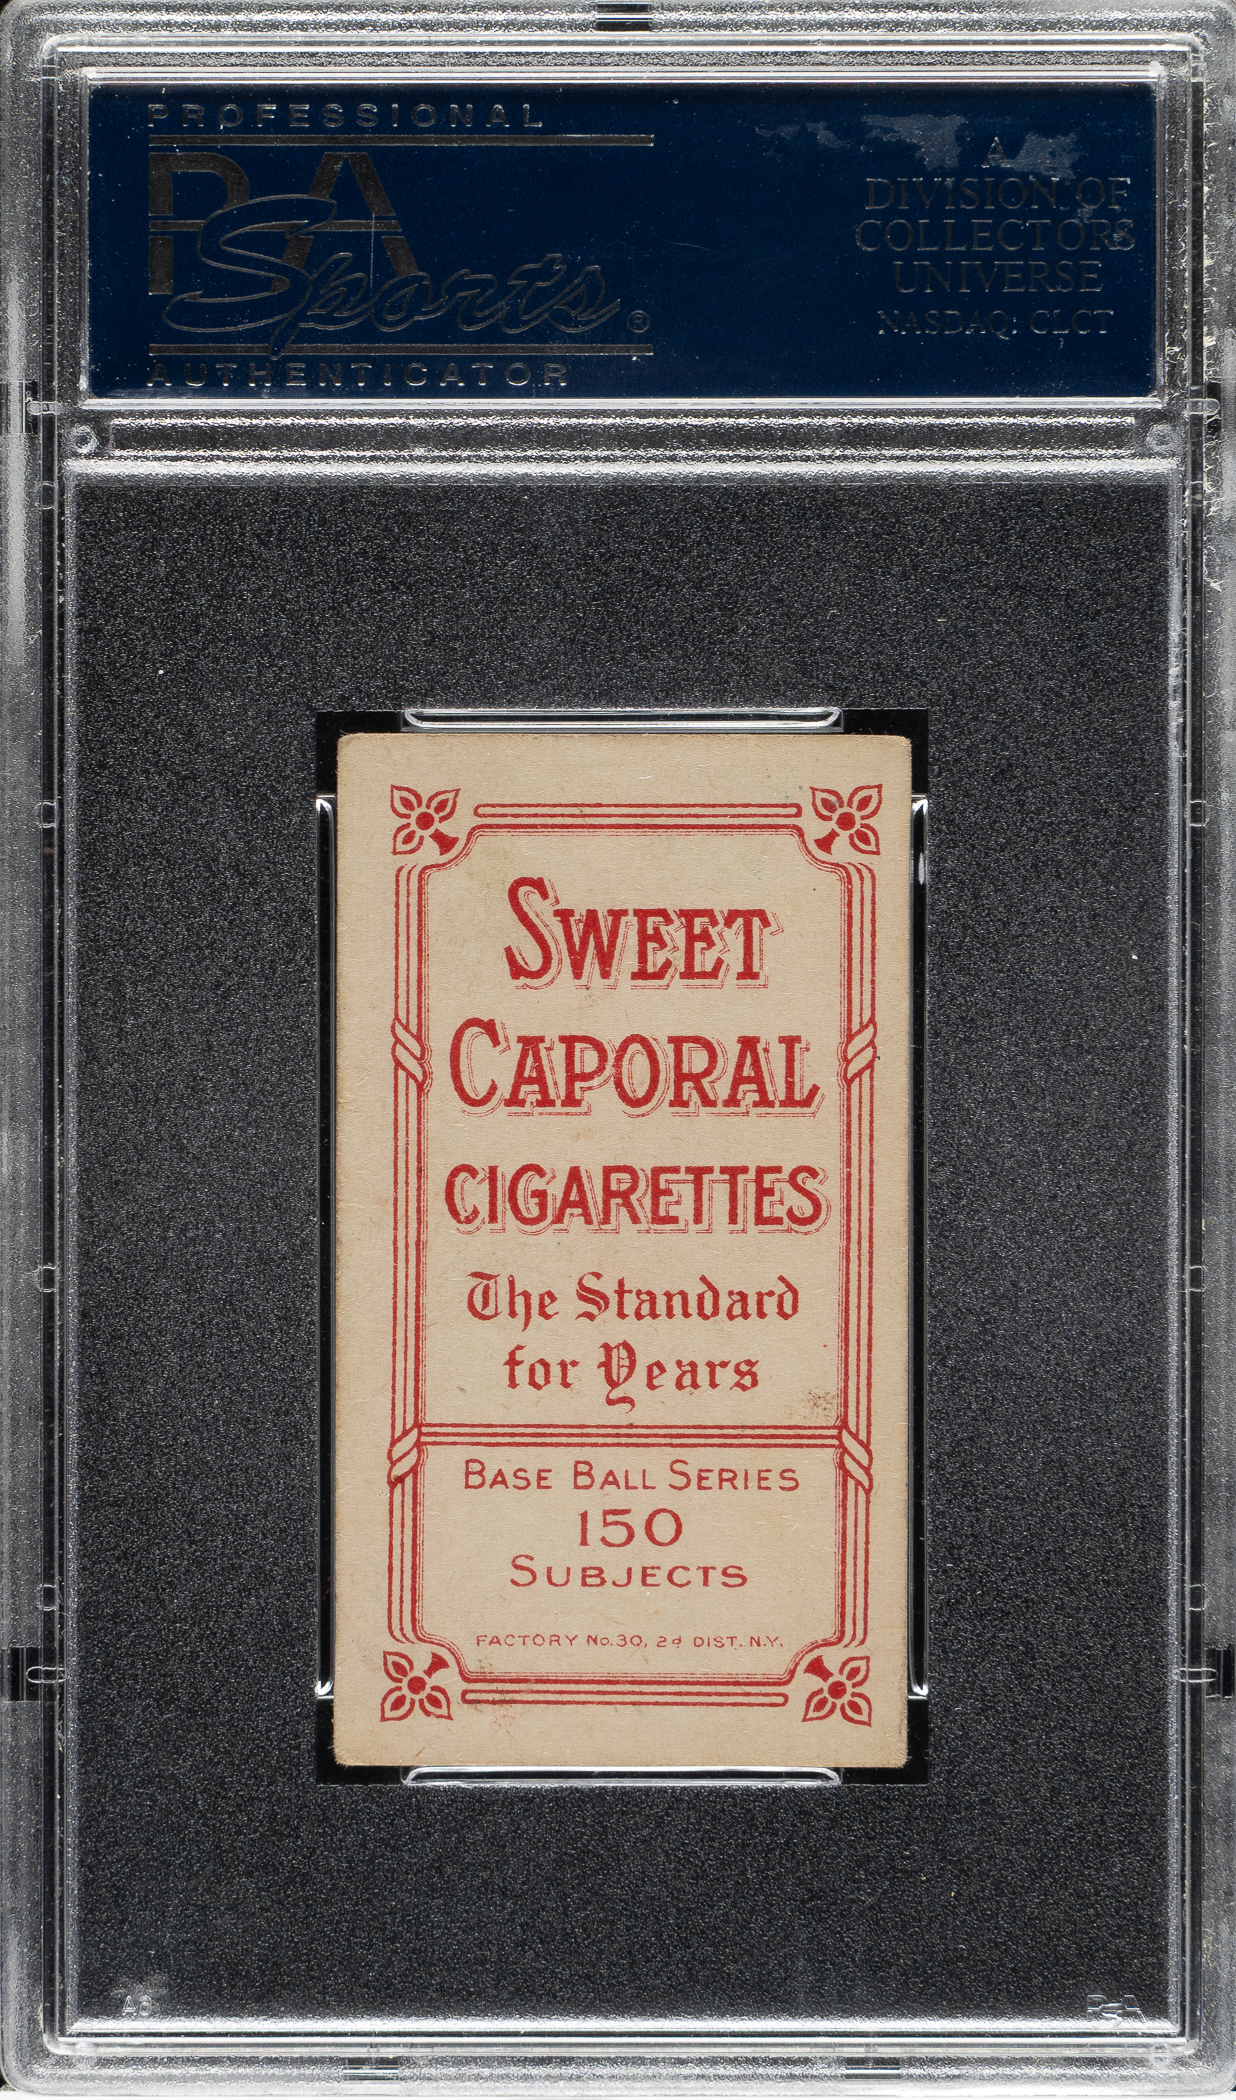 PROFESSIONAL
PSA
Sports®
AUTHENTICATOR
A
DIVISION OF
COLLECTORS
UNIVERSE
NASDAQ: CLCT
SWEET
CAPORAL
CIGARETTES
The Standard
for Years
BASE BALL SERIES
150
SUBJECTS
FACTORY No. 30, 2d DIST. N.Y.
PSA